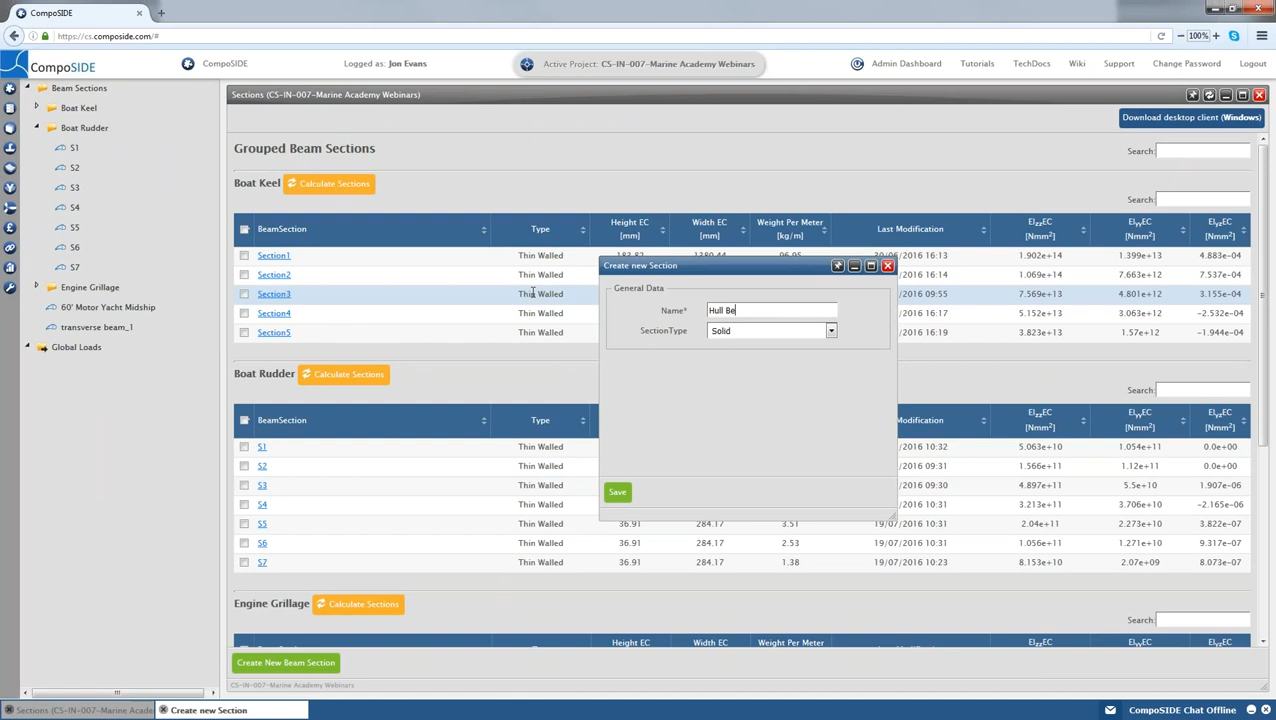 CompoSIDE
https://cs.composide.com/#
100%
CompoSIDE
CompoSIDE
Logged as: Jon Evans
Active Project: CS-IN-007-Marine Academy Webinars
Admin Dashboard
Tutorials
TechDocs
Wiki
Support
Change Password
Logout
Beam Sections
Boat Keel
Boat Rudder
S1
S2
S3
S4
S5
S6
S7
Engine Grillage
60' Motor Yacht Midship
transverse beam_1
Global Loads
Sections (CS-IN-007-Marine Academy Webinars)
Download desktop client (Windows)
Grouped Beam Sections
Search:
Boat Keel Calculate Sections
Search:
BeamSection Type Height EC [mm] Width EC [mm] Weight Per Meter [kg/m] Last Modification EIzzEC [Nmm2] EIyyEC [Nmm2] EIyzEC [Nmm2]
Section1 Thin Walled 183.82 1380.44 96.95 30/06/2016 16:13 1.902e+14 1.399e+13 4.883e-04
Section2 Thin Walled /2016 16:14 1.073e+14 7.663e+12 7.537e-04
Section3 Thin Walled /2016 09:55 7.569e+13 4.801e+12 3.155e-04
Section4 Thin Walled /2016 16:17 5.152e+13 3.063e+12 -2.532e-04
Section5 Thin Walled /2016 16:19 3.823e+13 1.57e+12 -1.944e-04
Create new Section
General Data
Name* Hull Be
SectionType Solid
Save
Boat Rudder Calculate Sections
Search:
BeamSection Type Modification EIzzEC [Nmm2] EIyyEC [Nmm2] EIyzEC [Nmm2]
S1 Thin Walled /2016 10:32 5.063e+10 1.054e+11 0.0e+00
S2 Thin Walled /2016 09:31 1.566e+11 1.12e+11 0.0e+00
S3 Thin Walled /2016 09:30 4.897e+11 5.5e+10 1.907e-06
S4 Thin Walled /2016 10:31 3.213e+11 3.706e+10 -2.165e-06
S5 Thin Walled 36.91 284.17 3.51 19/07/2016 10:31 2.04e+11 2.273e+10 3.822e-07
S6 Thin Walled 36.91 284.17 2.53 19/07/2016 10:31 1.056e+11 1.271e+10 9.317e-07
S7 Thin Walled 36.91 284.17 1.38 19/07/2016 10:31 8.153e+10 2.07e+09 8.073e-07
Engine Grillage Calculate Sections
Search:
Height EC Width EC Weight Per Meter EIzzEC EIyyEC EIyzEC
Create New Beam Section
CS-IN-007-Marine Academy Webinars
Sections (CS-IN-007-Marine Acade
Create new Section
CompoSIDE Chat Offline